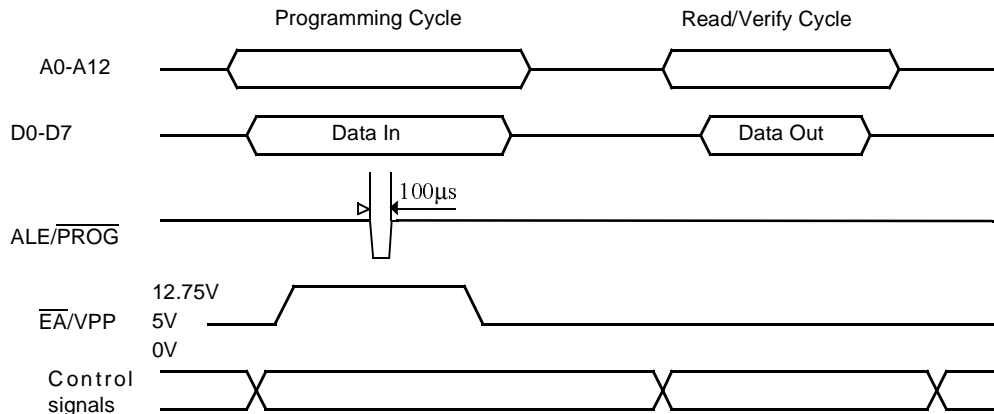 Programming Cycle Read/Verify Cycle
A0-A12
D0-D7 Data In Data Out
100µs
ALE/PROG
12.75V
EA/VPP 5V
0V
Control
signals